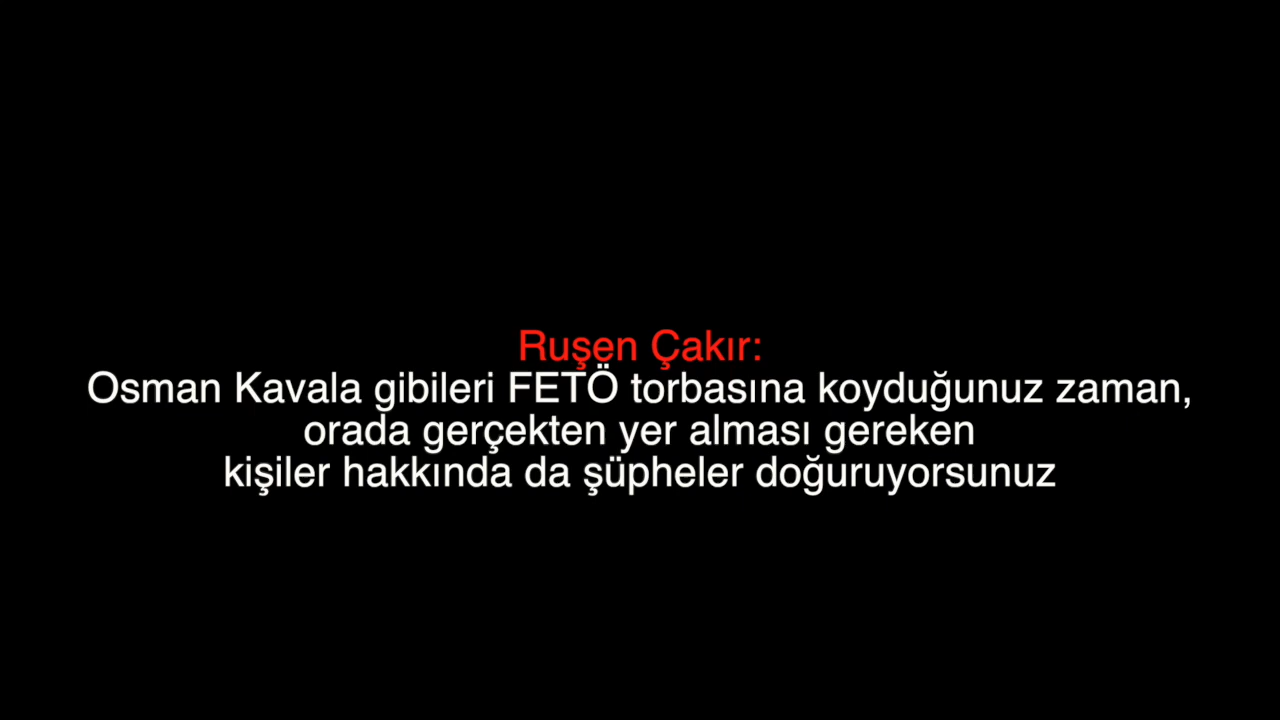 Ruşen Çakır:
Osman Kavala gibileri FETÖ torbasına koyduğunuz zaman,
orada gerçekten yer alması gereken
kişiler hakkında da şüpheler doğuruyorsunuz